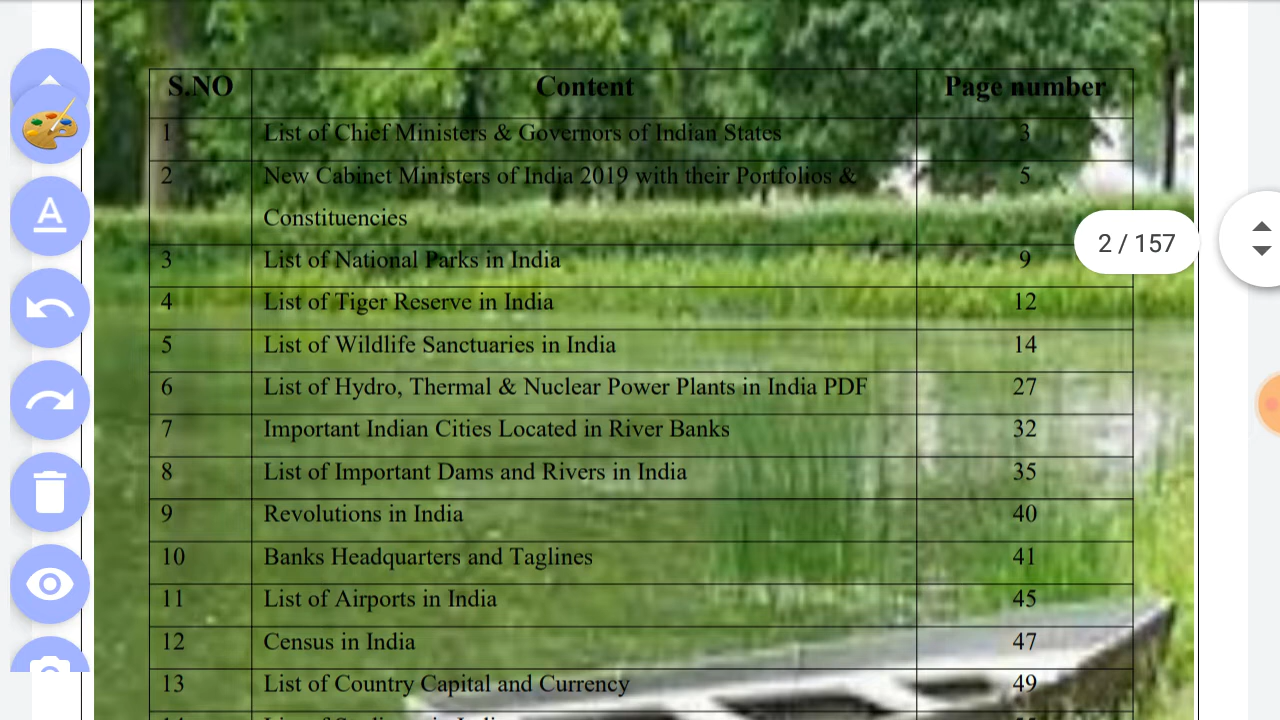 S.NO Content Page number
1 List of Chief Ministers & Governors of Indian States 3
2 New Cabinet Ministers of India 2019 with their Portfolios & 5
Constituencies
2 / 157
3 List of National Parks in India 9
4 List of Tiger Reserve in India 12
5 List of Wildlife Sanctuaries in India 14
6 List of Hydro, Thermal & Nuclear Power Plants in India PDF 27
7 Important Indian Cities Located in River Banks 32
8 List of Important Dams and Rivers in India 35
9 Revolutions in India 40
10 Banks Headquarters and Taglines 41
11 List of Airports in India 45
12 Census in India 47
13 List of Country Capital and Currency 49
A